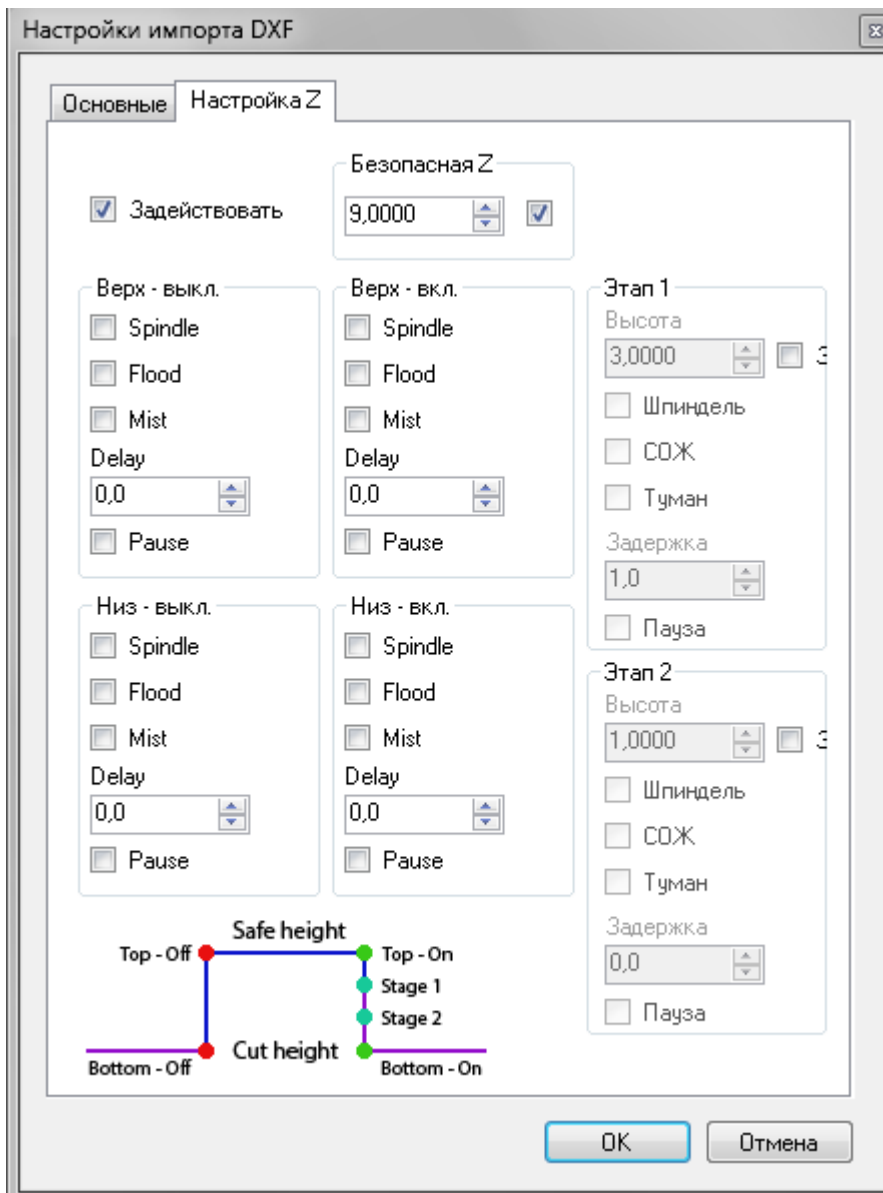 Настройки импорта DXF
Основные
Настройка Z
Задействовать
Безопасная Z
9,0000
Верх - выкл.
Spindle
Flood
Mist
Delay
0,0
Pause
Верх - вкл.
Spindle
Flood
Mist
Delay
0,0
Pause
Этап 1
Высота
3,0000
Шпиндель
СОЖ
Туман
Задержка
1,0
Пауза
Низ - выкл.
Spindle
Flood
Mist
Delay
0,0
Pause
Низ - вкл.
Spindle
Flood
Mist
Delay
0,0
Pause
Этап 2
Высота
1,0000
Шпиндель
СОЖ
Туман
Задержка
0,0
Пауза
Safe height
Top - Off
Top - On
Stage 1
Stage 2
Cut height
Bottom - Off
Bottom - On
OK
Отмена